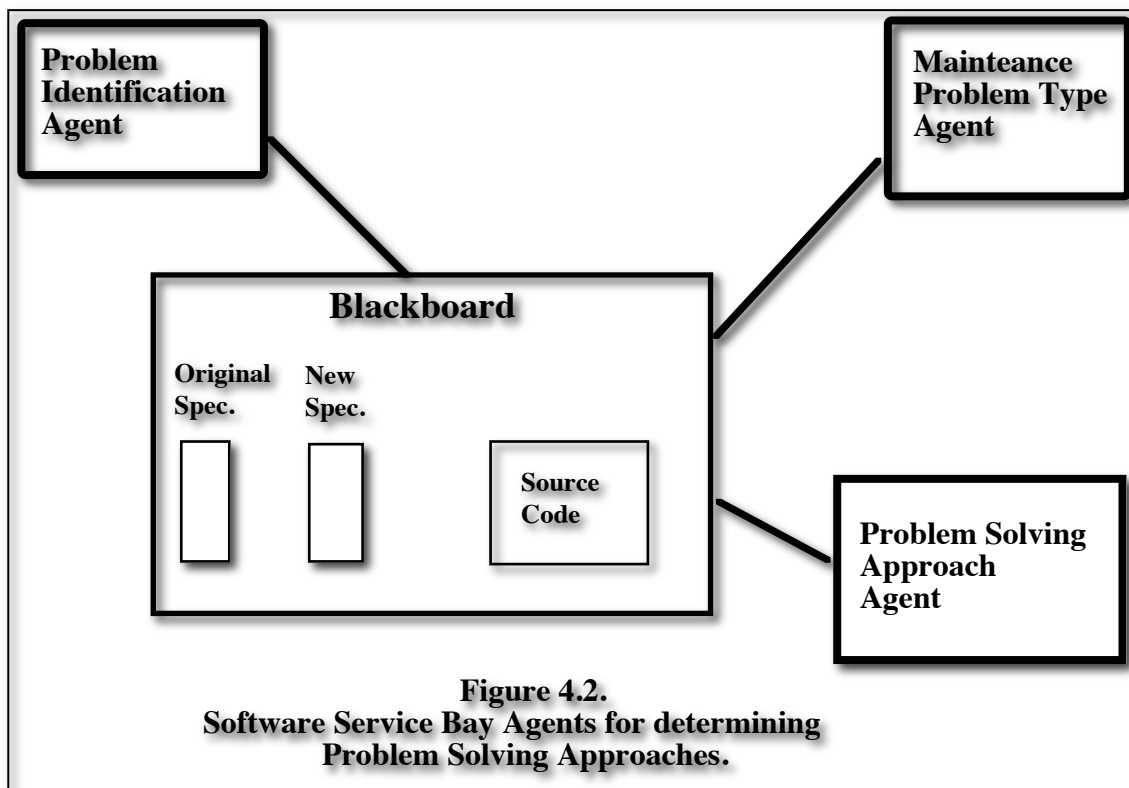 Problem
Identification
Agent
Mainteance
Problem Type
Agent
Blackboard
Original
Spec.
New
Spec.
Source
Code
Problem Solving
Approach
Agent
Figure 4.2.
Software Service Bay Agents for determining
Problem Solving Approaches.